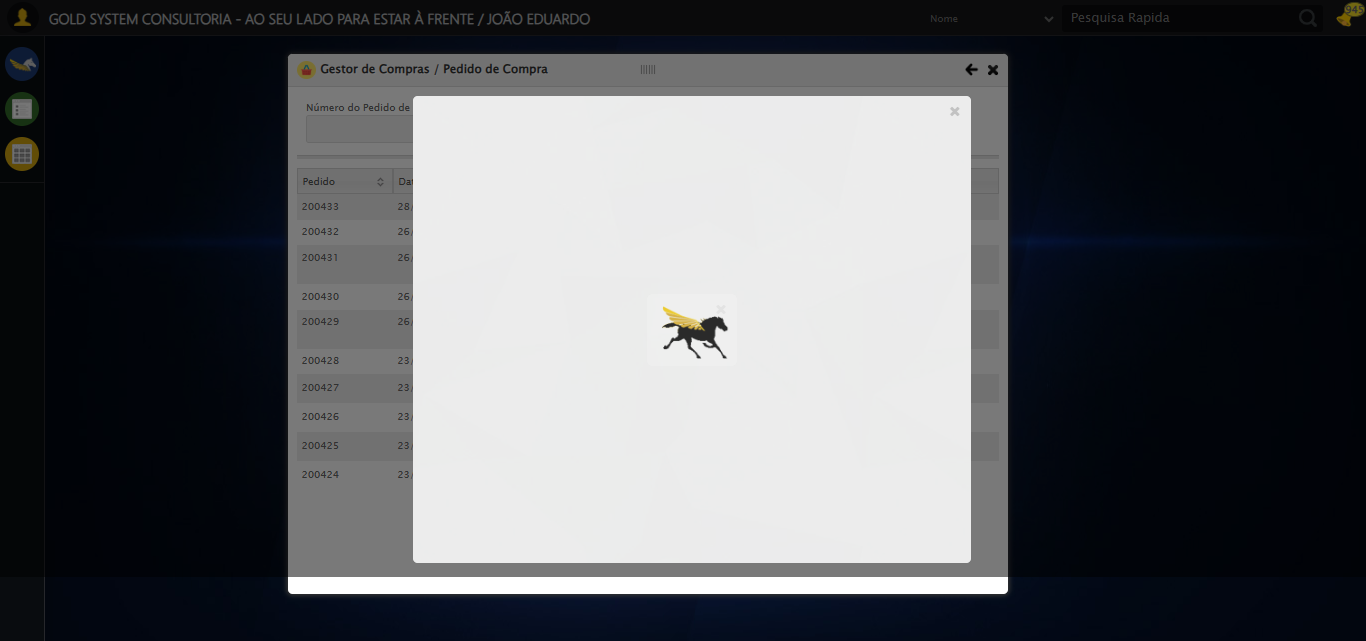 GOLD SYSTEM CONSULTORIA - AO SEU LADO PARA ESTAR À FRENTE / JOÃO EDUARDO
Nome
Pesquisa Rapida
945
Gestor de Compras / Pedido de Compra
Número do Pedido de
Pedido Dat
200433 28/
200432 26/
200431 26/
200430 26/
200429 26/
200428 23/
200427 23/
200426 23/
200425 23/
200424 23/